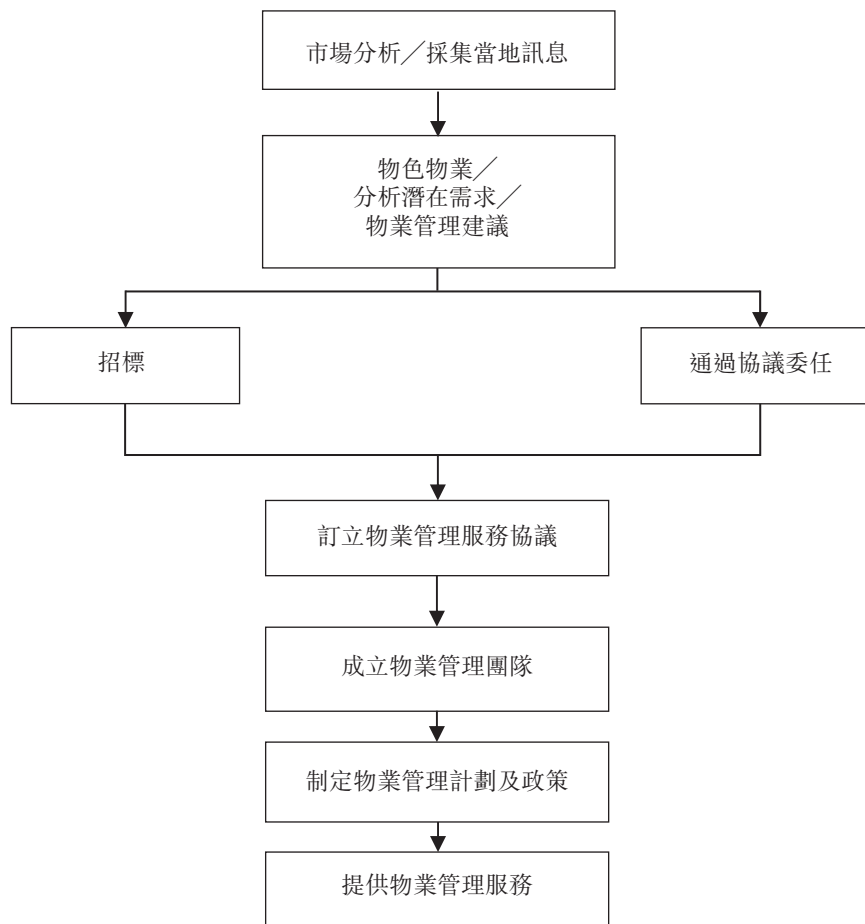 市場分析╱採集當地訊息
物色物業╱
分析潛在需求╱
物業管理建議
招標
通過協議委任
訂立物業管理服務協議
成立物業管理團隊
制定物業管理計劃及政策
提供物業管理服務